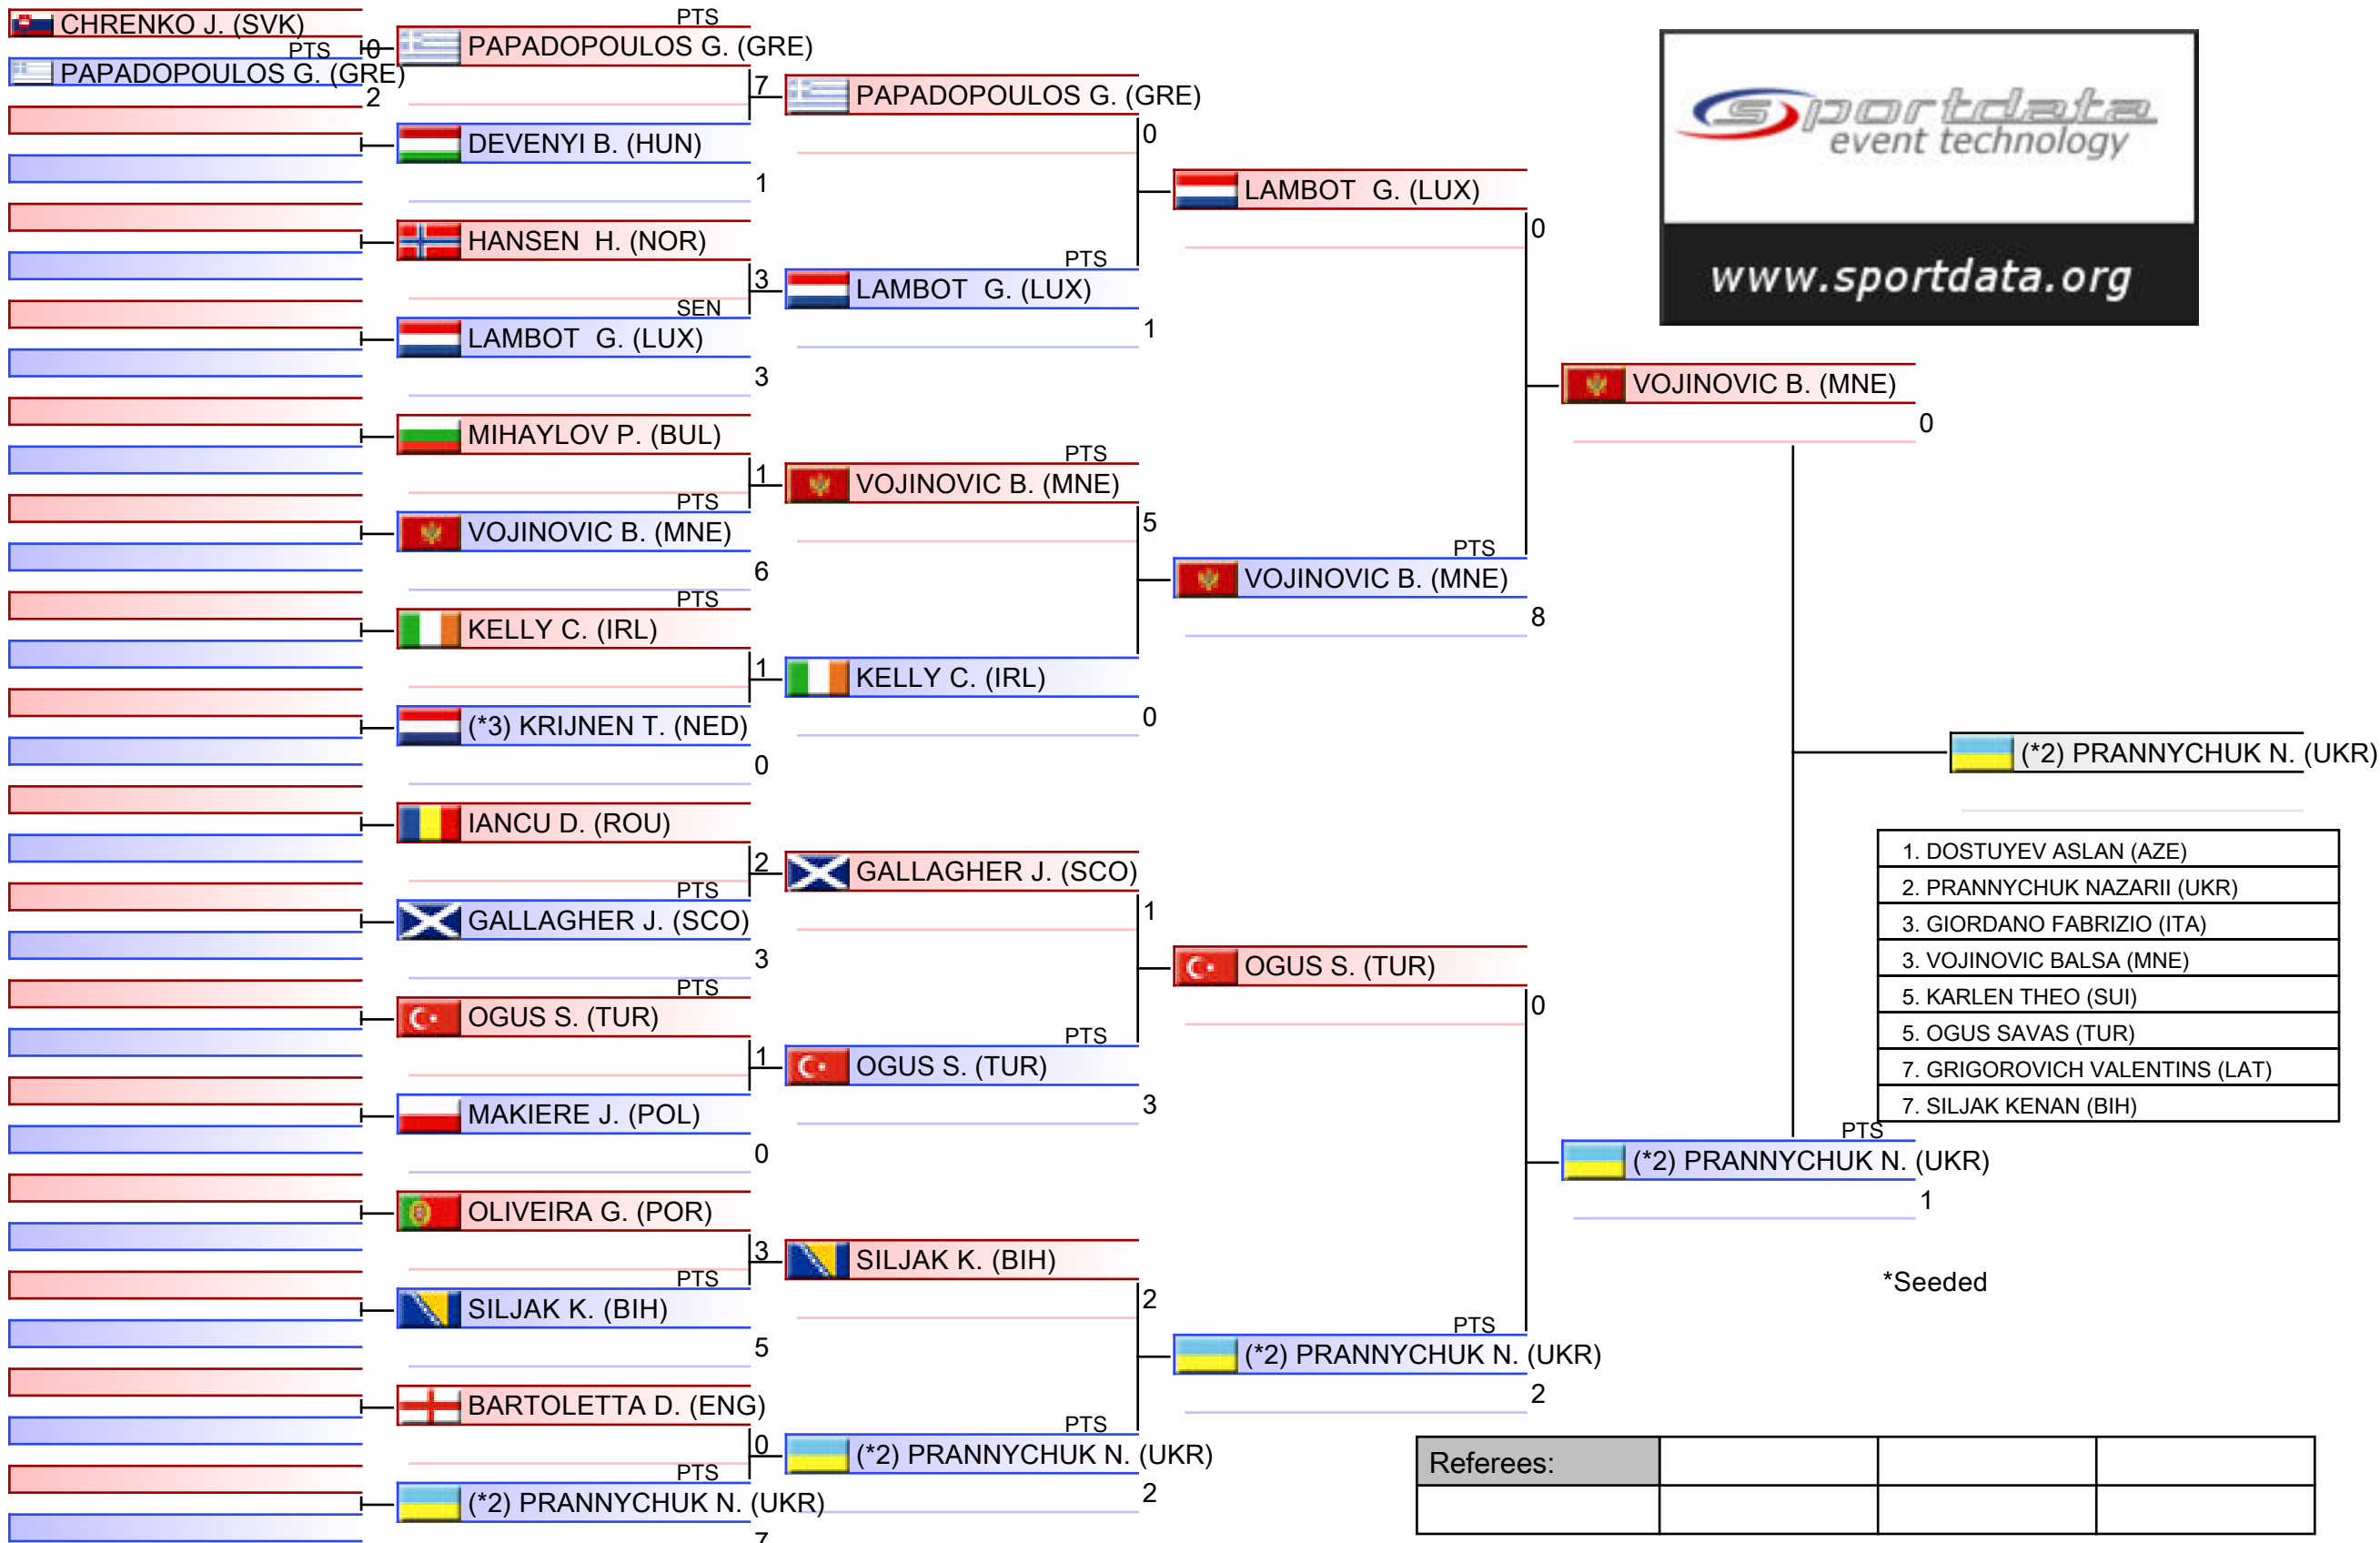 CHRENKO J. (SVK)
0
PTS
PAPADOPOULOS G. (GRE)
2
PTS
PAPADOPOULOS G. (GRE)
7
DEVENYI B. (HUN)
1
HANSEN  H. (NOR)
3
SEN
LAMBOT  G. (LUX)
3
MIHAYLOV P. (BUL)
1
PTS
VOJINOVIC B. (MNE)
6
PTS
KELLY C. (IRL)
1
(*3) KRIJNEN T. (NED)
0
IANCU D. (ROU)
2
PTS
GALLAGHER J. (SCO)
3
PTS
OGUS S. (TUR)
1
MAKIERE J. (POL)
0
OLIVEIRA G. (POR)
3
PTS
SILJAK K. (BIH)
5
BARTOLETTA D. (ENG)
0
PTS
(*2) PRANNYCHUK N. (UKR)
7
PAPADOPOULOS G. (GRE)
0
PTS
LAMBOT  G. (LUX)
1
PTS
VOJINOVIC B. (MNE)
5
KELLY C. (IRL)
0
GALLAGHER J. (SCO)
1
PTS
OGUS S. (TUR)
3
SILJAK K. (BIH)
2
PTS
(*2) PRANNYCHUK N. (UKR)
2
LAMBOT  G. (LUX)
0
PTS
VOJINOVIC B. (MNE)
8
OGUS S. (TUR)
0
PTS
(*2) PRANNYCHUK N. (UKR)
2
VOJINOVIC B. (MNE)
0
PTS
(*2) PRANNYCHUK N. (UKR)
1
(*2) PRANNYCHUK N. (UKR)
sportdata
event technology
www.sportdata.org
1. DOSTUYEV ASLAN (AZE)
2. PRANNYCHUK NAZARII (UKR)
3. GIORDANO FABRIZIO (ITA)
3. VOJINOVIC BALSA (MNE)
5. KARLEN THEO (SUI)
5. OGUS SAVAS (TUR)
7. GRIGOROVICH VALENTINS (LAT)
7. SILJAK KENAN (BIH)
*Seeded
Referees: